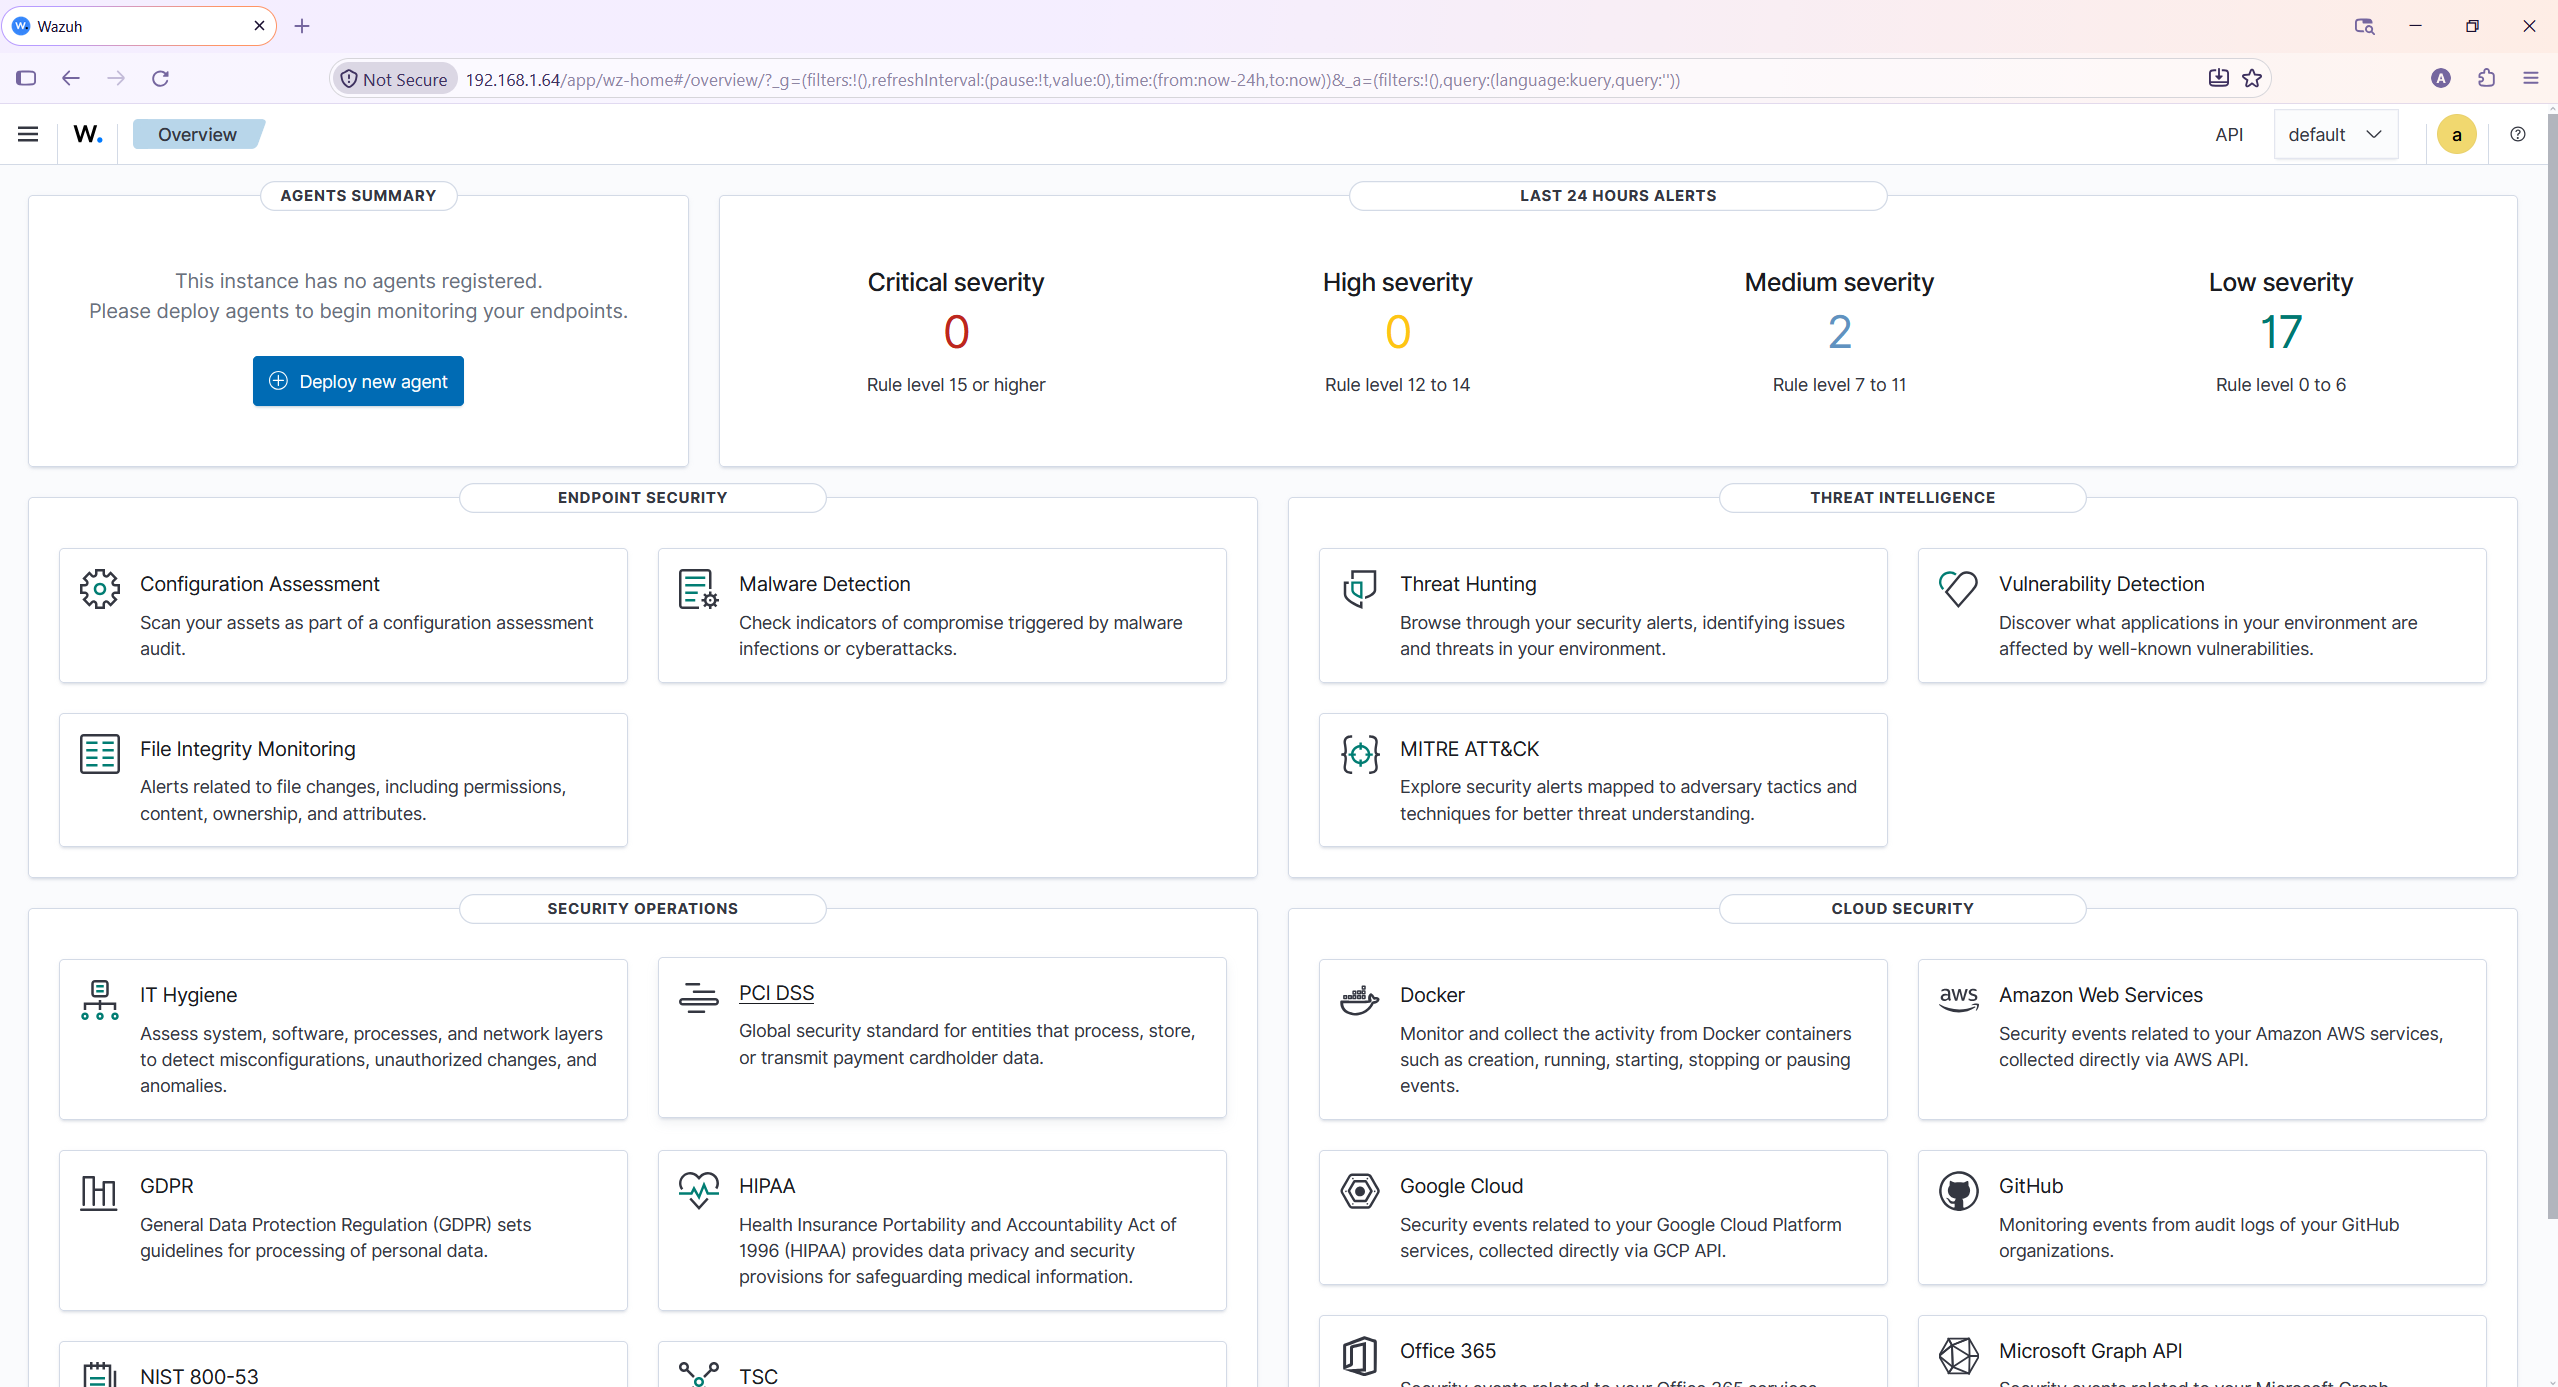 Wazuh
Not Secure
192.168.1.64/app/wz-home#/overview/?_g=(filters:!(),refreshInterval:(pause:!t,value:0),time:(from:now-24h,to:now))&_a=(filters:!(),query:(language:kuery,query:''))
A
W.
Overview
API
default
a
AGENTS SUMMARY
This instance has no agents registered.
Please deploy agents to begin monitoring your endpoints.
Deploy new agent
LAST 24 HOURS ALERTS
Critical severity
0
Rule level 15 or higher
High severity
0
Rule level 12 to 14
Medium severity
2
Rule level 7 to 11
Low severity
17
Rule level 0 to 6
ENDPOINT SECURITY
Configuration Assessment
Scan your assets as part of a configuration assessment
audit.
Malware Detection
Check indicators of compromise triggered by malware
infections or cyberattacks.
File Integrity Monitoring
Alerts related to file changes, including permissions,
content, ownership, and attributes.
THREAT INTELLIGENCE
Threat Hunting
Browse through your security alerts, identifying issues
and threats in your environment.
Vulnerability Detection
Discover what applications in your environment are
affected by well-known vulnerabilities.
MITRE ATT&CK
Explore security alerts mapped to adversary tactics and
techniques for better threat understanding.
SECURITY OPERATIONS
IT Hygiene
Assess system, software, processes, and network layers
to detect misconfigurations, unauthorized changes, and
anomalies.
PCI DSS
Global security standard for entities that process, store,
or transmit payment cardholder data.
GDPR
General Data Protection Regulation (GDPR) sets
guidelines for processing of personal data.
HIPAA
Health Insurance Portability and Accountability Act of
1996 (HIPAA) provides data privacy and security
provisions for safeguarding medical information.
NIST 800-53
TSC
CLOUD SECURITY
Docker
Monitor and collect the activity from Docker containers
such as creation, running, starting, stopping or pausing
events.
aws
Amazon Web Services
Security events related to your Amazon AWS services,
collected directly via AWS API.
Google Cloud
Security events related to your Google Cloud Platform
services, collected directly via GCP API.
GitHub
Monitoring events from audit logs of your GitHub
organizations.
Office 365
Security events related to your Office 365 services
Microsoft Graph API
Security events related to your Microsoft Graph